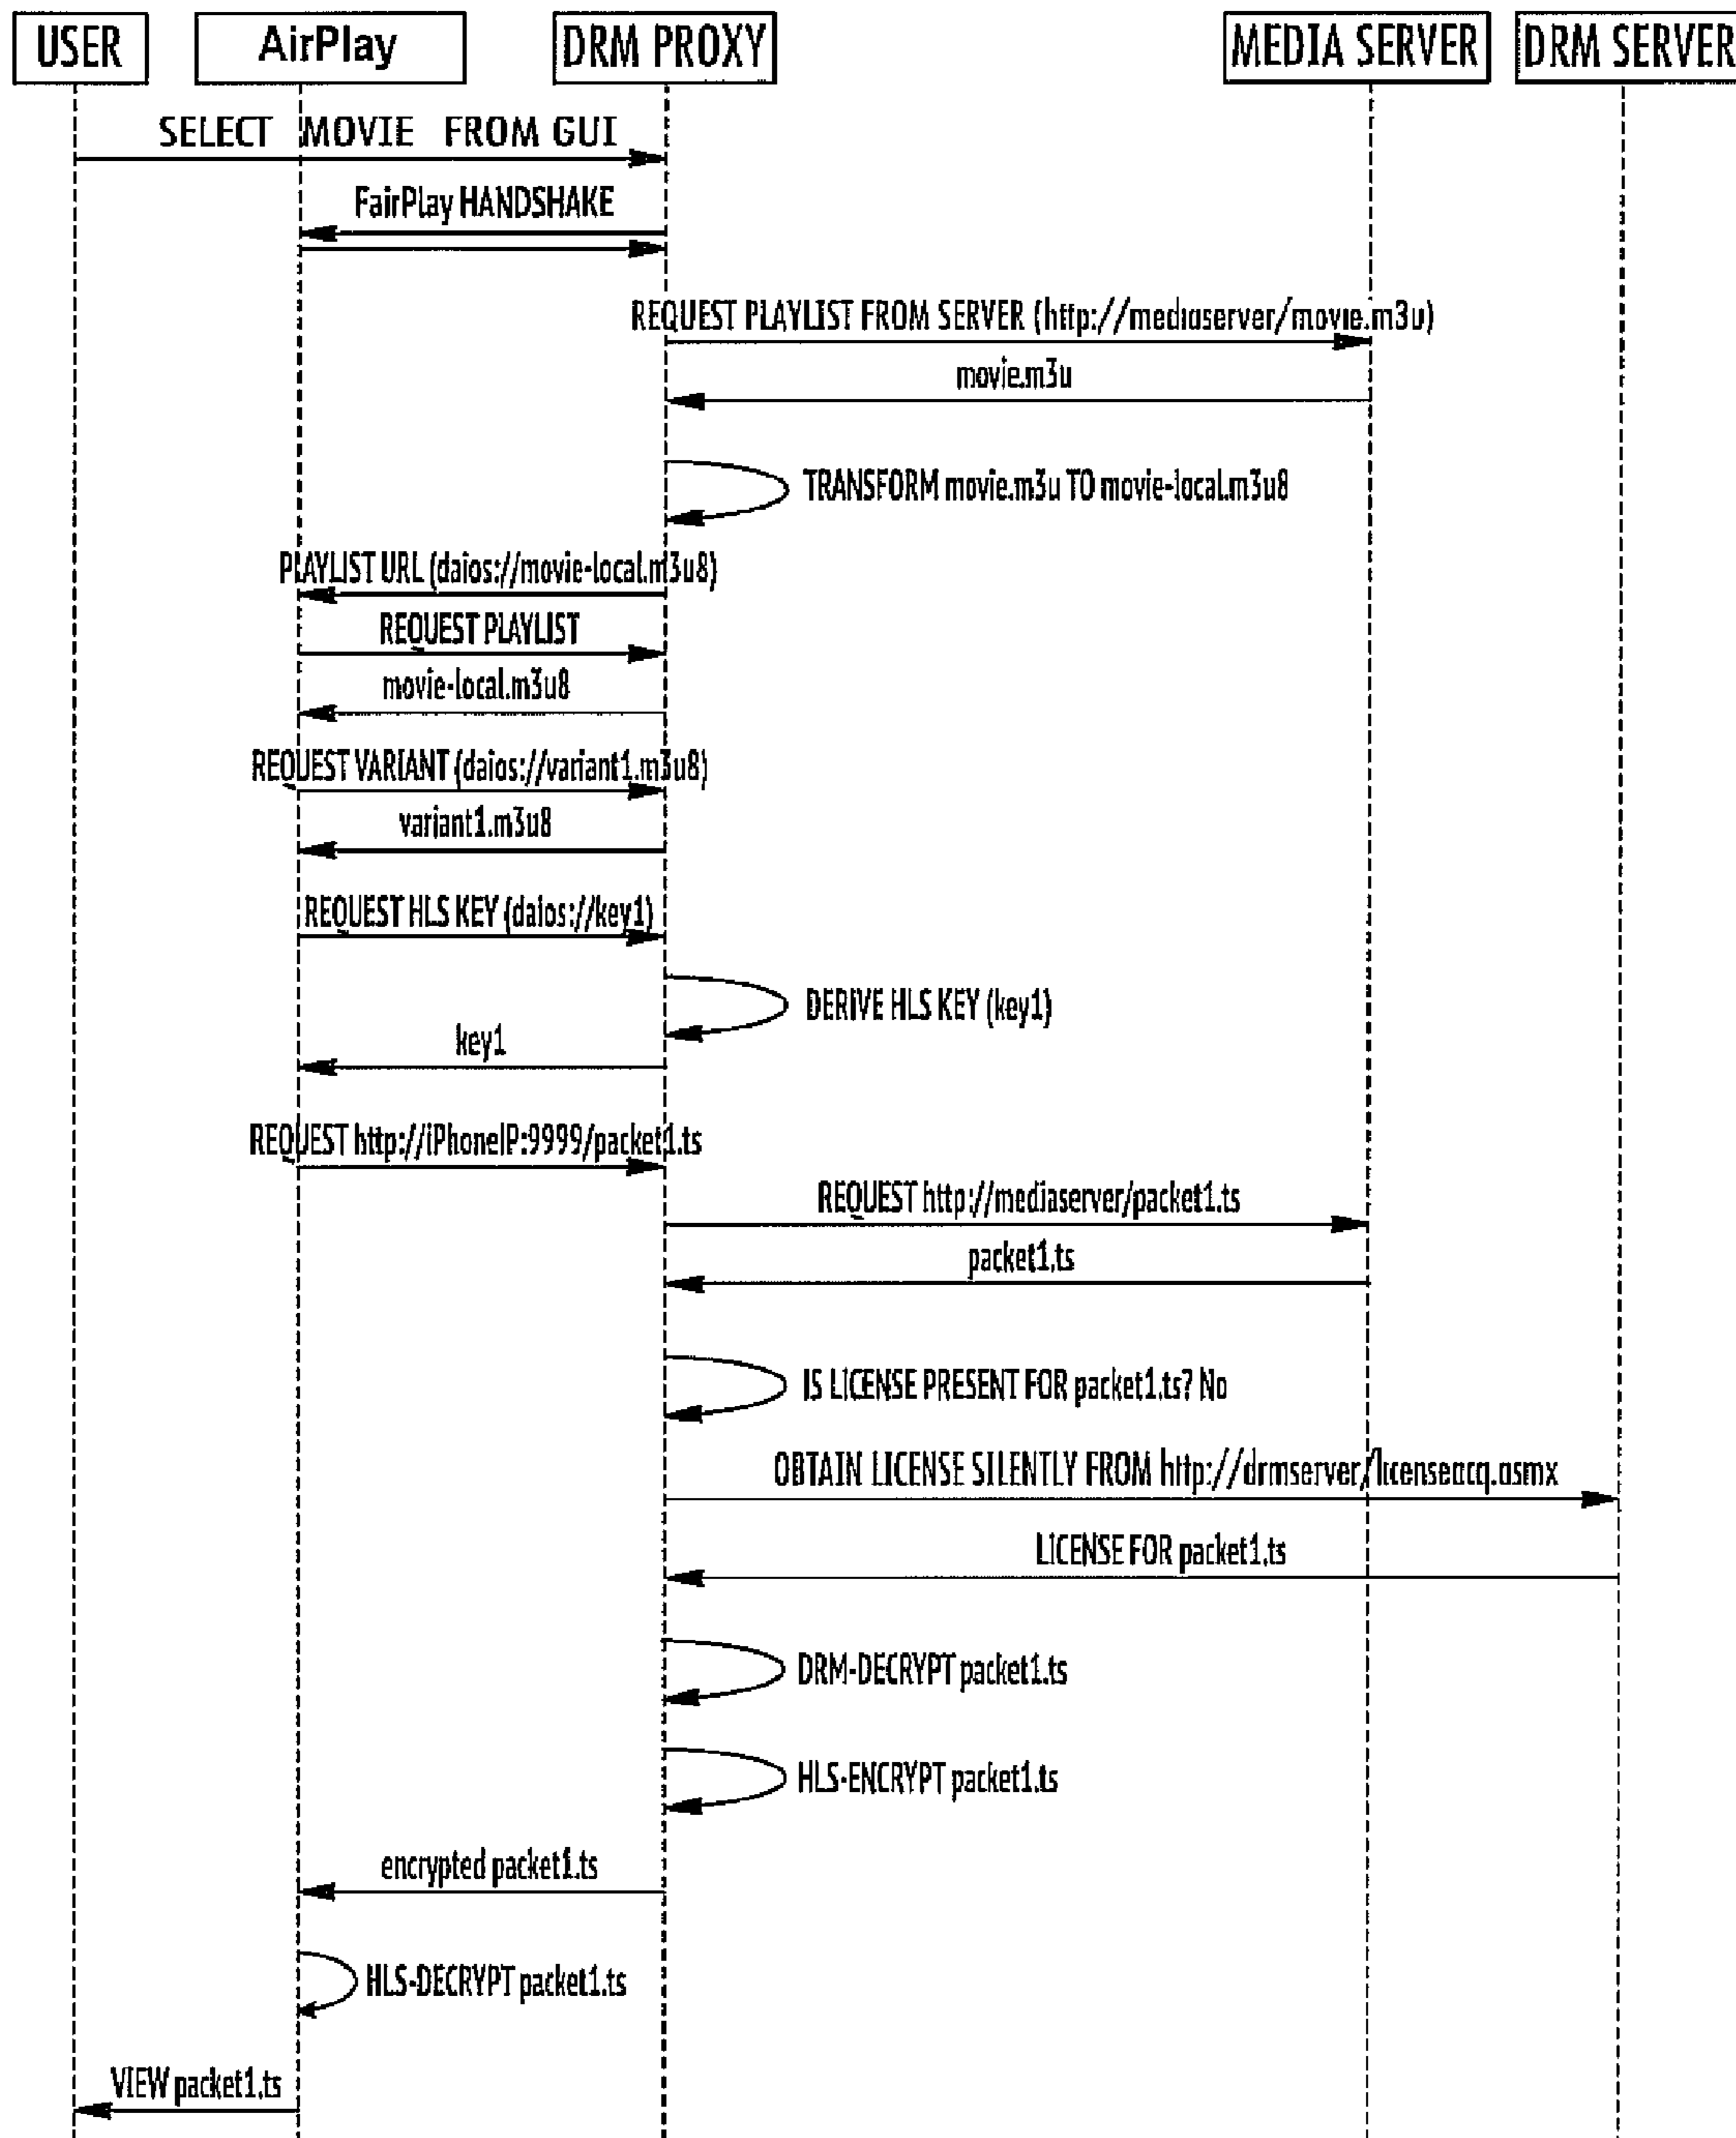 USER
AirPlay
DRM PROXY
MEDIA SERVER
DRM SERVER
SELECT MOVIE FROM GUI
FairPlay HANDSHAKE
REQUEST PLAYLIST FROM SERVER (http://mediaserver/movie.m3u)
movie.m3u
TRANSFORM movie.m3u TO movie-local.m3u8
PLAYLIST URL (daios://movie-local.m3u8)
REQUEST PLAYLIST
movie-local.m3u8
REQUEST VARIANT (daios://variant1.m3u8)
variant1.m3u8
REQUEST HLS KEY (daios://key1)
DERIVE HLS KEY (key1)
key1
REQUEST http://iPhoneIP:9999/packet1.ts
REQUEST http://mediaserver/packet1.ts
packet1.ts
IS LICENSE PRESENT FOR packet1.ts? No
OBTAIN LICENSE SILENTLY FROM http://drmserver/licenseacq.asmx
LICENSE FOR packet1.ts
DRM-DECRYPT packet1.ts
HLS-ENCRYPT packet1.ts
encrypted packet1.ts
HLS-DECRYPT packet1.ts
VIEW packet1.ts